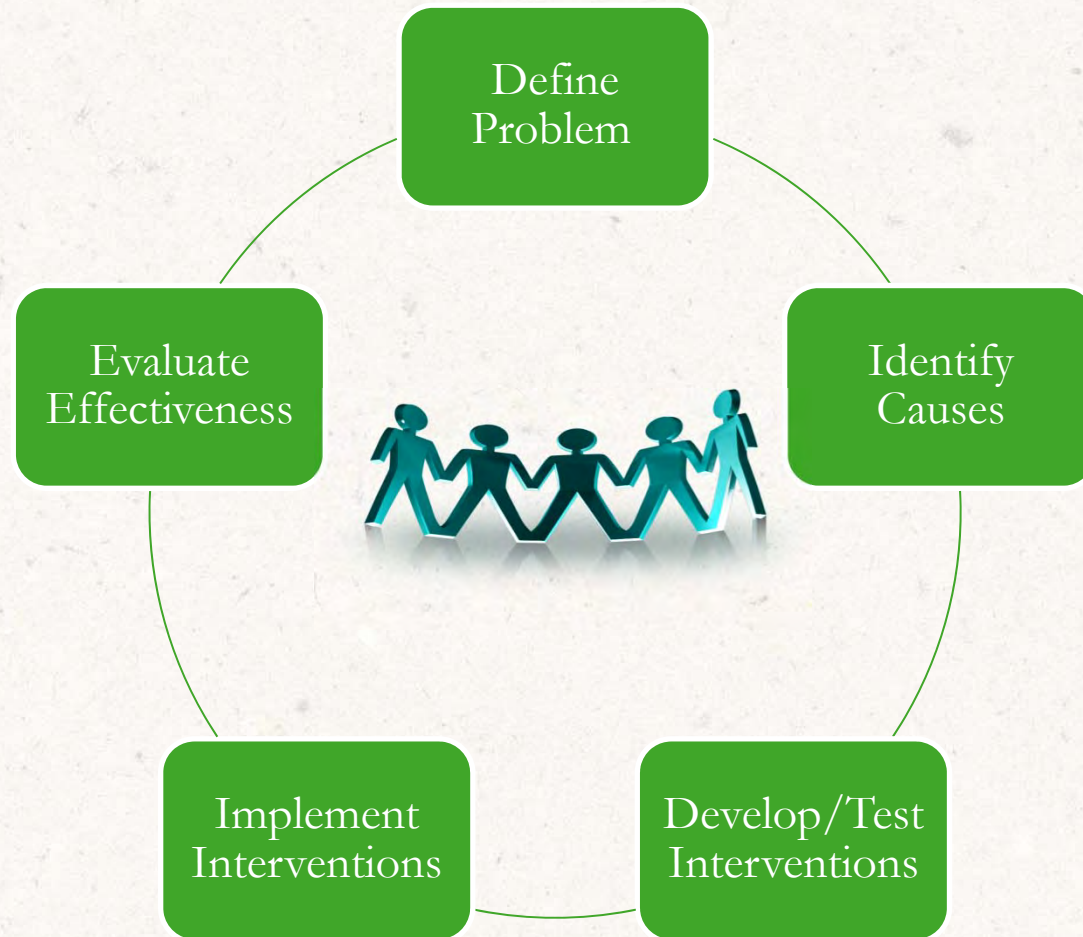 Define
Problem
Identify
Causes
Develop/Test
Interventions
Implement
Interventions
Evaluate
Effectiveness